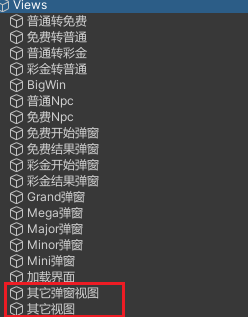 Views
普通转免费
免费转普通
普通转彩金
彩金转普通
BigWin
普通Npc
免费Npc
免费开始弹窗
免费结果弹窗
彩金开始弹窗
彩金结果弹窗
Grand弹窗
Mega弹窗
Major弹窗
Minor弹窗
Mini弹窗
加载界面
其它弹窗视图
其它视图